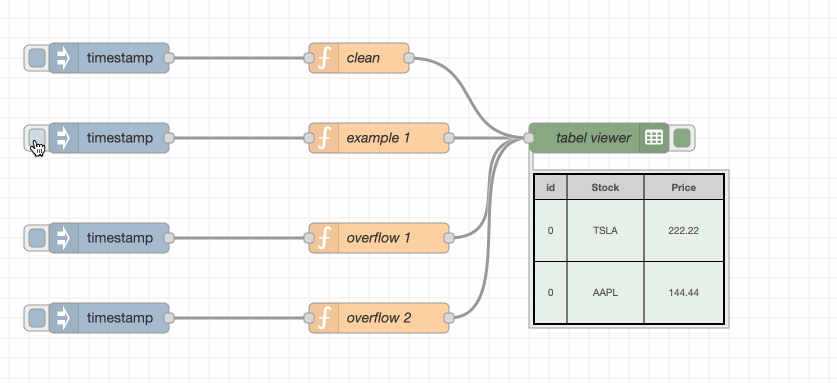 timestamp
clean
timestamp
example 1
tabel viewer
id Stock Price
0 TSLA 222.22
0 AAPL 144.44
timestamp
overflow 1
timestamp
overflow 2